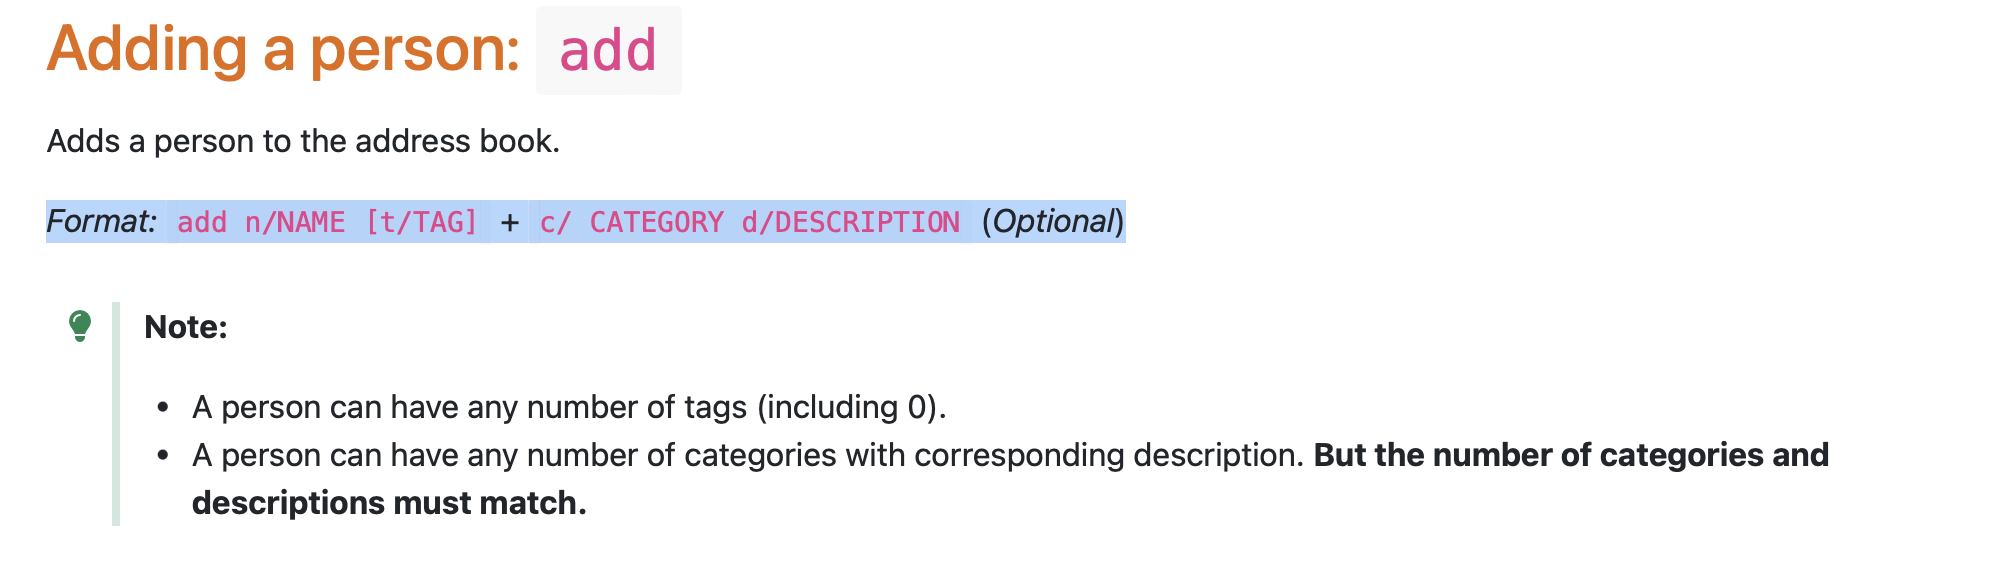 Adding a person: add
Adds a person to the address book.
Format: add n/NAME [t/TAG] + c/ CATEGORY d/DESCRIPTION (Optional)
Note:
• A person can have any number of tags (including 0).
• A person can have any number of categories with corresponding description. But the number of categories and
descriptions must match.